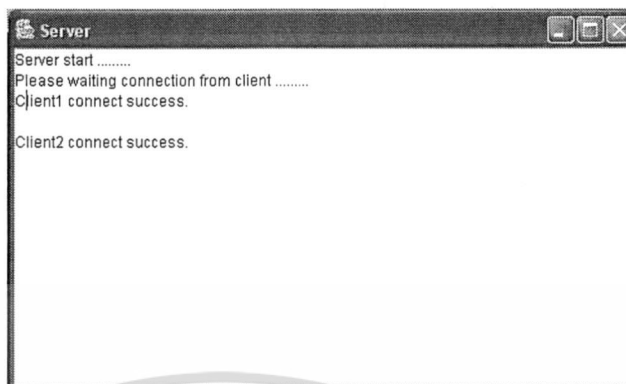 Server
Server start .........
Please waiting connection from client .........
Client1 connect success.
Client2 connect success.